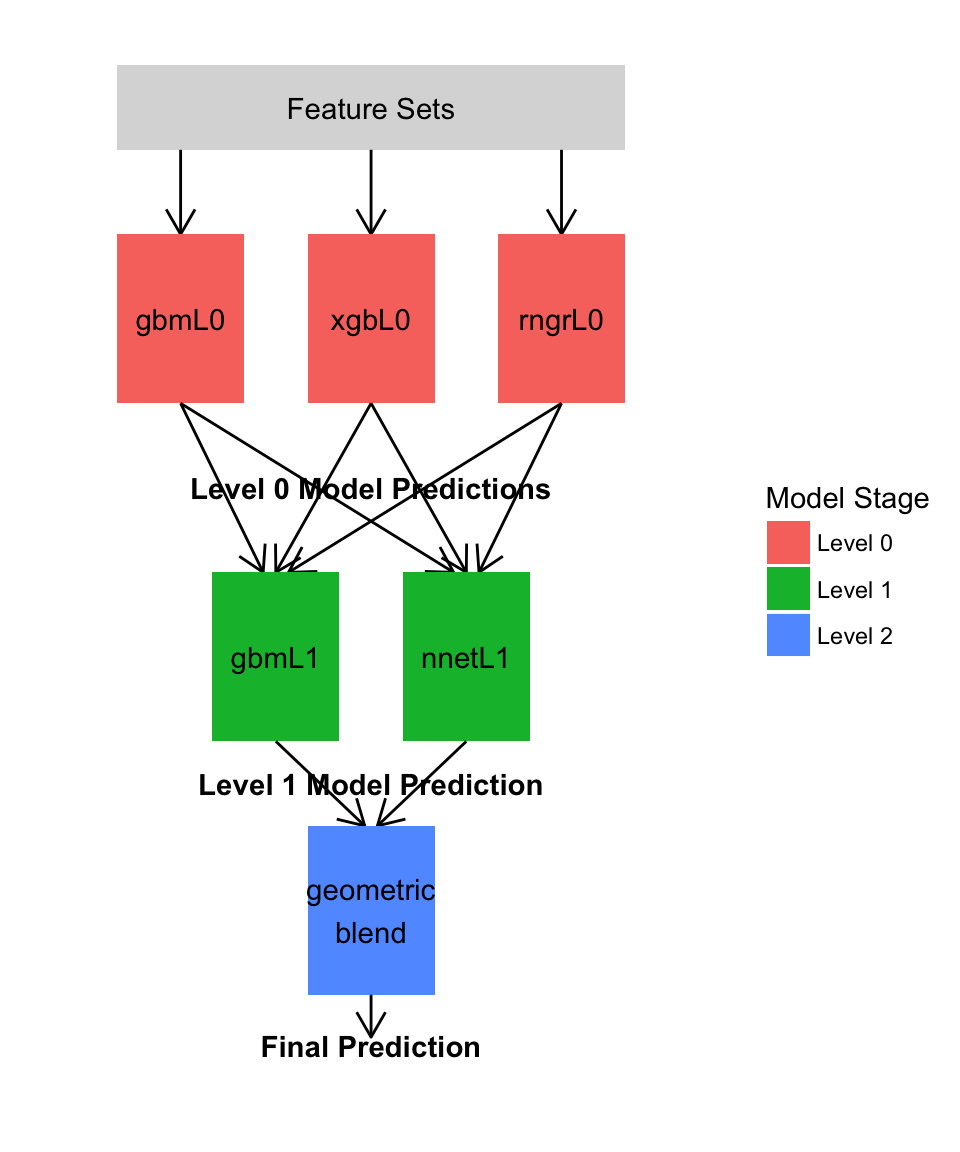 Feature Sets
gbmL0
xgbL0
rngrL0
Level 0 Model Predictions
Model Stage
Level 0
Level 1
Level 2
gbmL1
nnetL1
Level 1 Model Prediction
geometric
blend
Final Prediction